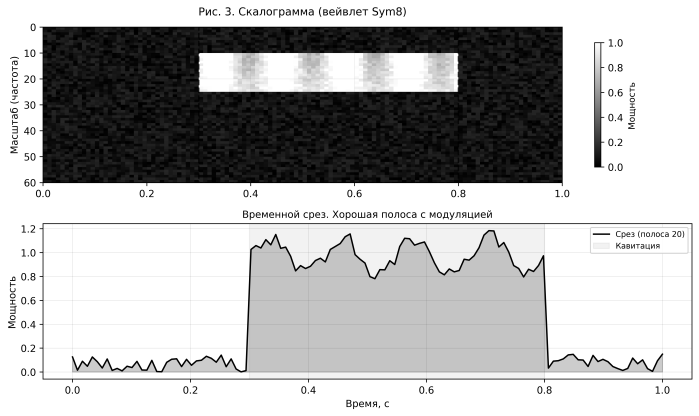 Рис. 3. Скалограмма (вейвлет Sym8)
Масштаб (частота)
0
10
20
30
40
50
60
0.0 0.2 0.4 0.6 0.8 1.0
1.0
0.8
0.6
0.4
0.2
0.0
Мощность
Временной срез. Хорошая полоса с модуляцией
Мощность
1.2
1.0
0.8
0.6
0.4
0.2
0.0
Срез (полоса 20)
Кавитация
0.0 0.2 0.4 0.6 0.8 1.0
Время, с